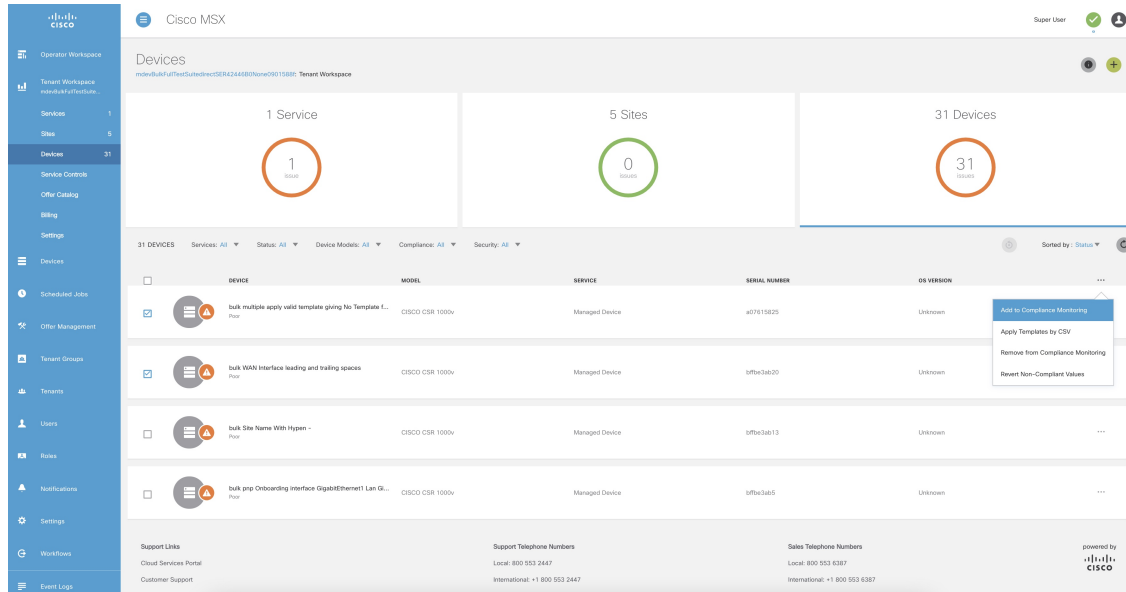 CISCO
Cisco MSX
Super User
Operator Workspace
Tenant Workspace
mdevBulkFullTestSuite...
Services 1
Sites 5
Devices 31
Service Controls
Offer Catalog
Billing
Settings
Devices
Scheduled Jobs
Offer Management
Tenant Groups
Tenants
Users
Roles
Notifications
Settings
Workflows
Event Logs
Devices
Tenant Workspace
1 Service
1
ISSUE
5 Sites
0
ISSUES
31 Devices
31
ISSUES
31 DEVICES Services: All Status: All Device Models: All Compliance: All Security: All Sorted by : Status
DEVICE MODEL SERVICE SERIAL NUMBER OS VERSION ...
bulk multiple apply valid template giving No Template f...
Poor
CISCO CSR 1000v Managed Device a07615825 Unknown
bulk WAN Interface leading and trailing spaces
Poor
CISCO CSR 1000v Managed Device bffbe3ab20 Unknown
Add to Compliance Monitoring
Apply Templates by CSV
Remove from Compliance Monitoring
Revert Non-Compliant Values
bulk Site Name With Hypen -
Poor
CISCO CSR 1000v Managed Device bffbe3ab13 Unknown ...
bulk pnp Onboarding interface GigabitEthernet1 Lan Gi...
Poor
CISCO CSR 1000v Managed Device bffbe3ab5 Unknown ...
Support Links
Cloud Services Portal
Customer Support
Support Telephone Numbers
Local: 800 553 2447
International: +1 800 553 2447
Sales Telephone Numbers
Local: 800 553 6387
International: +1 800 553 6387
powered by
CISCO